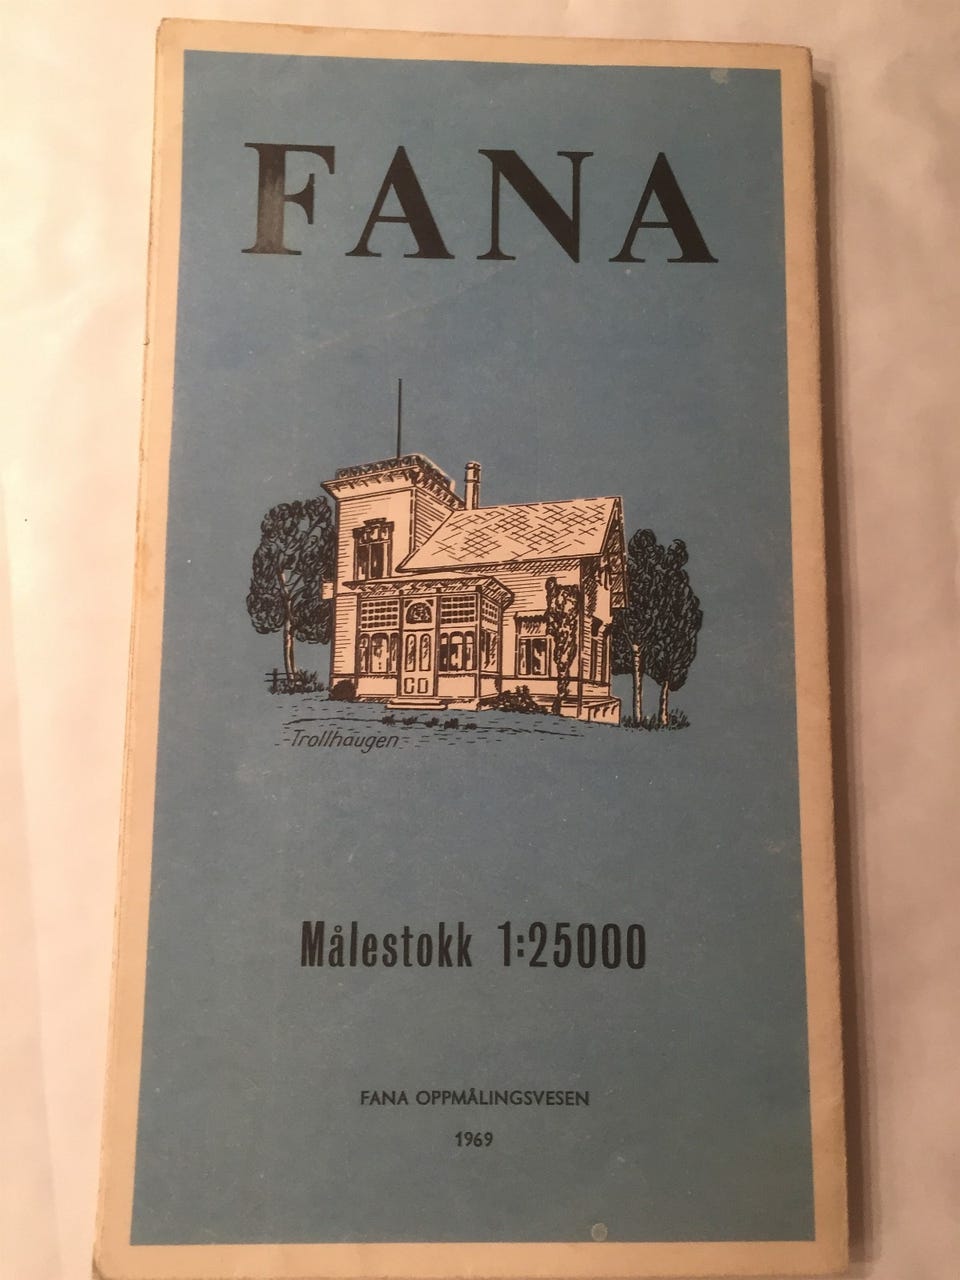 FANA
Trollhaugen
Målestokk 1:25000
FANA OPPMÅLINGSVESEN
1969